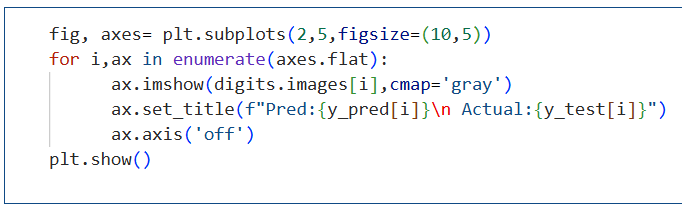 fig, axes= plt.subplots(2,5,figsize=(10,5))
for i,ax in enumerate(axes.flat):
ax.imshow(digits.images[i],cmap='gray')
ax.set_title(f"Pred:{y_pred[i]}\n Actual:{y_test[i]}")
ax.axis('off')
plt.show()